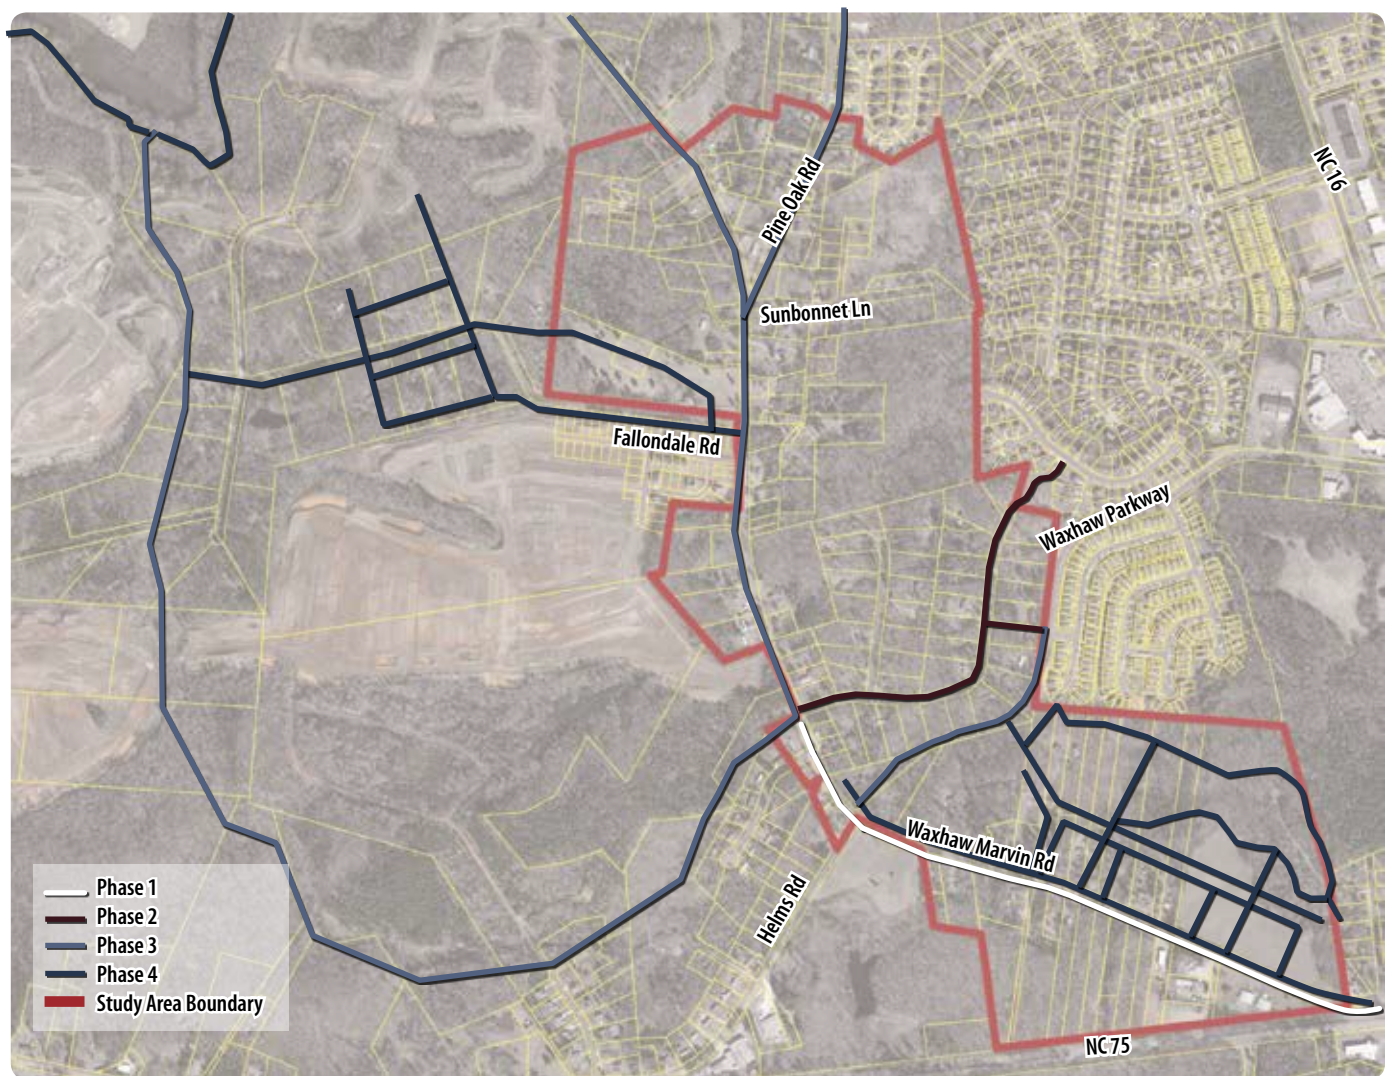 NC 16
Pine Oak Rd
Sunbonnet Ln
Fallondale Rd
Waxhaw Parkway
Waxhaw Marvin Rd
Helms Rd
NC 75
Phase 1
Phase 2
Phase 3
Phase 4
Study Area Boundary